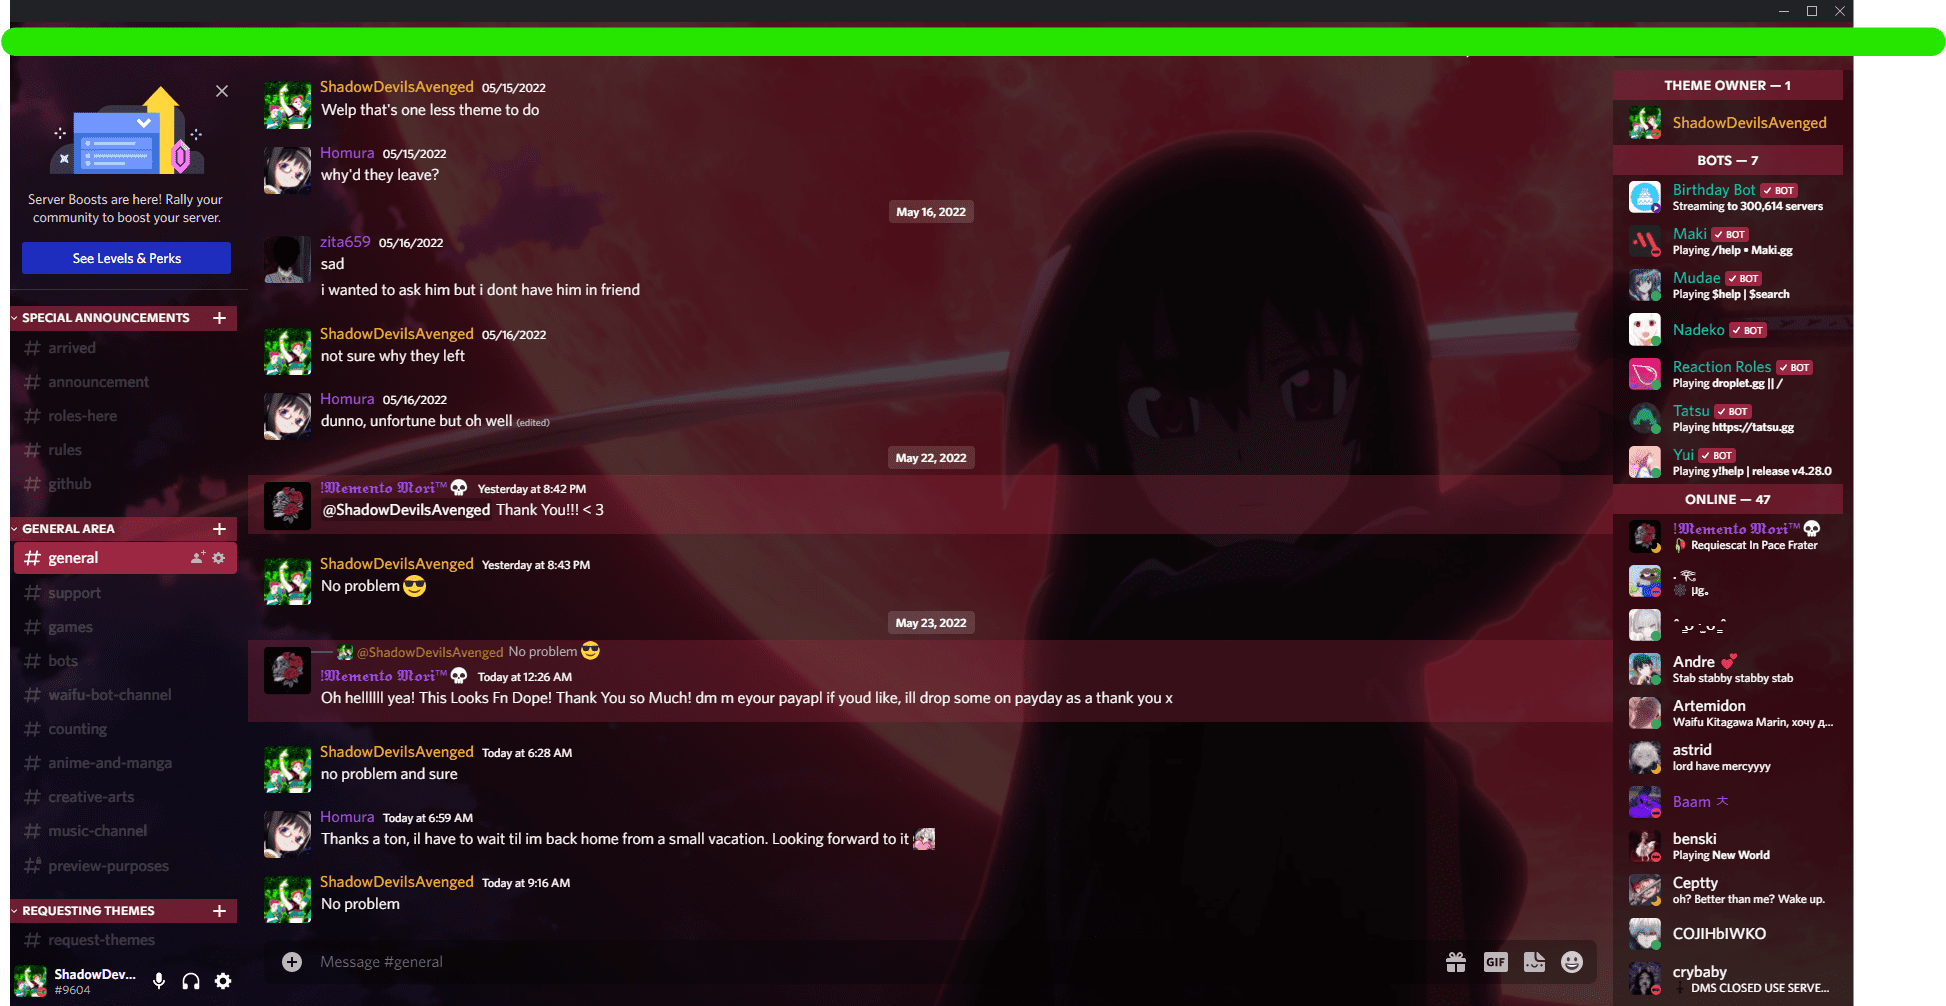 Server Boosts are here! Rally your
community to boost your server.
See Levels & Perks
SPECIAL ANNOUNCEMENTS
arrived
announcement
roles-here
rules
github
GENERAL AREA
general
support
games
bots
waifu-bot-channel
counting
anime-and-manga
creative-arts
music-channel
preview-purposes
REQUESTING THEMES
request-themes
ShadowDev...
#9604
ShadowDevilsAvenged 05/15/2022
Welp that's one less theme to do
Homura 05/15/2022
why'd they leave?
May 16, 2022
zita659 05/16/2022
sad
i wanted to ask him but i dont have him in friend
ShadowDevilsAvenged 05/16/2022
not sure why they left
Homura 05/16/2022
dunno, unfortune but oh well (edited)
May 22, 2022
!𝕸𝖊𝖒𝖊𝖓𝖙𝖔 𝕸𝖔𝖗𝖎™💀 Yesterday at 8:42 PM
@ShadowDevilsAvenged Thank You!!! < 3
ShadowDevilsAvenged Yesterday at 8:43 PM
No problem 😎
May 23, 2022
@ShadowDevilsAvenged No problem 😎
!𝕸𝖊𝖒𝖊𝖓𝖙𝖔 𝕸𝖔𝖗𝖎™💀 Today at 12:26 AM
Oh hellllll yea! This Looks Fn Dope! Thank You so Much! dm m eyour payapl if youd like, ill drop some on payday as a thank you x
ShadowDevilsAvenged Today at 6:28 AM
no problem and sure
Homura Today at 6:59 AM
Thanks a ton, il have to wait til im back home from a small vacation. Looking forward to it
ShadowDevilsAvenged Today at 9:16 AM
No problem
Message #general
GIF
THEME OWNER — 1
ShadowDevilsAvenged
BOTS — 7
Birthday Bot ✓ BOT
Streaming to 300,614 servers
Maki ✓ BOT
Playing /help • Maki.gg
Mudae ✓ BOT
Playing $help | $search
Nadeko ✓ BOT
Reaction Roles ✓ BOT
Playing droplet.gg || /
Tatsu ✓ BOT
Playing https://tatsu.gg
Yui ✓ BOT
Playing y!help | release v4.28.0
ONLINE — 47
!𝕸𝖊𝖒𝖊𝖓𝖙𝖔 𝕸𝖔𝖗𝖎™💀
🥀 Requiescat In Pace Frater
µg。
Andre 💕
Stab stabby stabby stab
Artemidon
Waifu Kitagawa Marin, хочу д...
astrid
lord have mercyyyy
Baam ㅊ
benski
Playing New World
Ceptty
oh? Better than me? Wake up.
COJIHbIWKO
crybaby
DMS CLOSED USE SERVE...